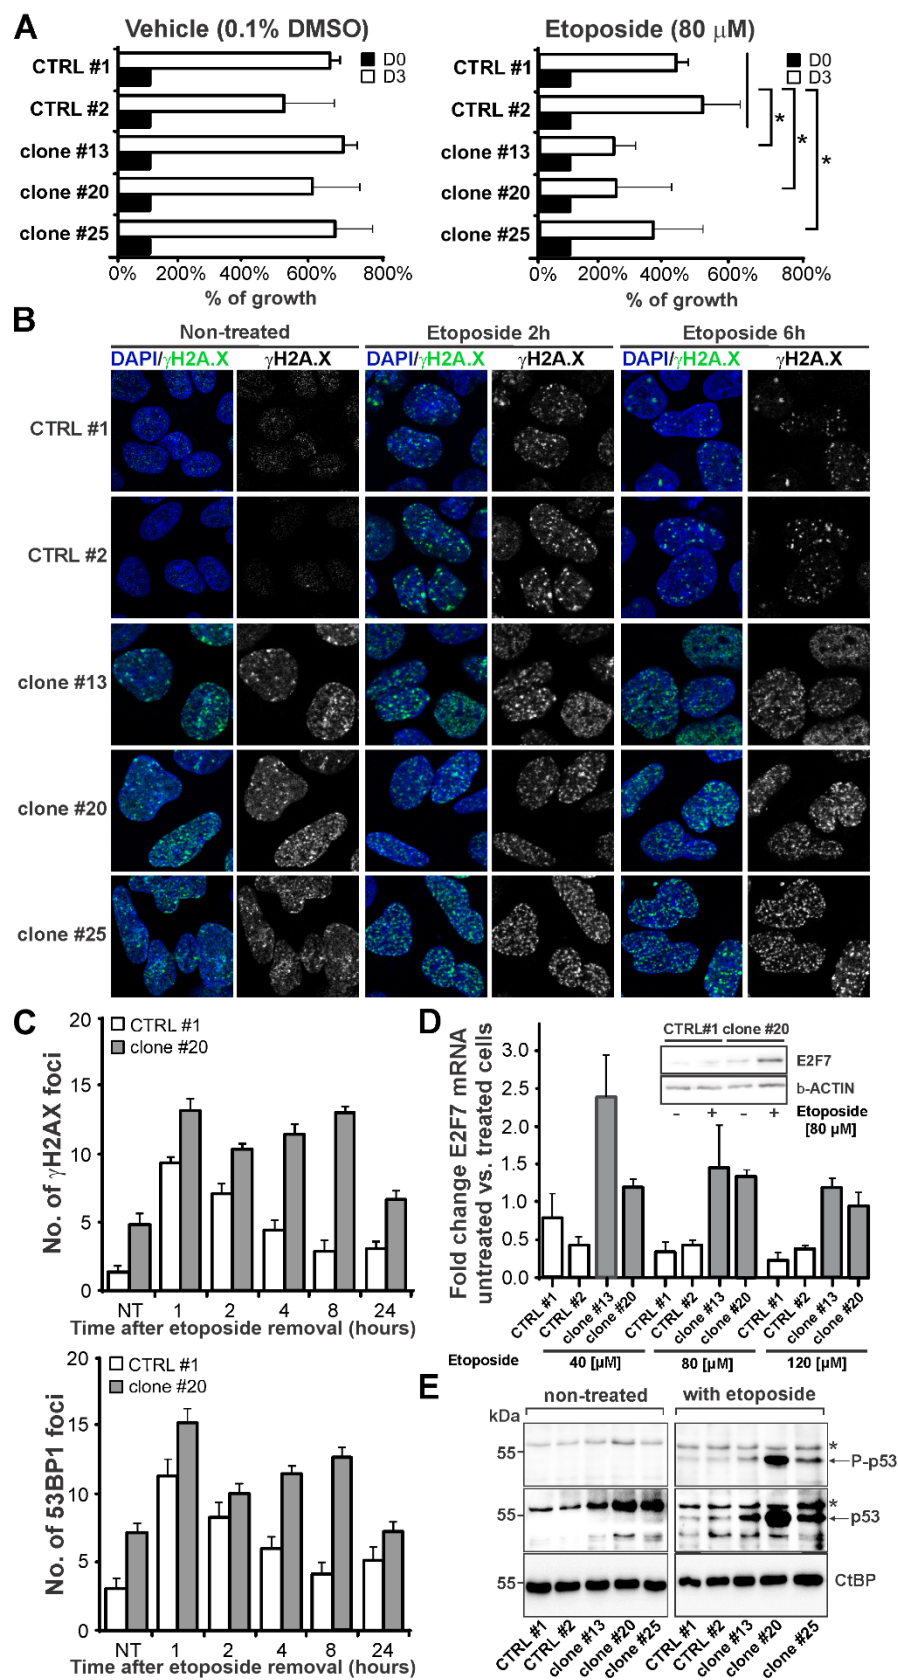 A
Vehicle (0.1% DMSO)
Etoposide (80 μM)
CTRL #1
CTRL #2
clone #13
clone #20
clone #25
D0
D3
0% 200% 400% 600% 800%
% of growth
CTRL #1
CTRL #2
clone #13
clone #20
clone #25
D0
D3
*
*
*
0% 200% 400% 600% 800%
% of growth
B
Non-treated Etoposide 2h Etoposide 6h
DAPI/γH2A.X γH2A.X DAPI/γH2A.X γH2A.X DAPI/γH2A.X γH2A.X
CTRL #1
CTRL #2
clone #13
clone #20
clone #25
C
No. of γH2AX foci
20
15
10
5
0
CTRL #1
clone #20
NT 1 2 4 8 24
Time after etoposide removal (hours)
No. of 53BP1 foci
20
15
10
5
0
CTRL #1
clone #20
NT 1 2 4 8 24
Time after etoposide removal (hours)
D
Fold change E2F7 mRNA
untreated vs. treated cells
3.0
2.5
2.0
1.5
1.0
0.5
0.0
CTRL#1 clone #20
E2F7
b-ACTIN
- + - + Etoposide
[80 μM]
CTRL #1 CTRL #2 clone #13 clone #20 CTRL #1 CTRL #2 clone #13 clone #20 CTRL #1 CTRL #2 clone #13 clone #20
Etoposide 40 [μM] 80 [μM] 120 [μM]
E
non-treated with etoposide
kDa
55 *
P-p53
55 *
p53
55 CtBP
CTRL #1 CTRL #2 clone #13 clone #20 clone #25 CTRL #1 CTRL #2 clone #13 clone #20 clone #25